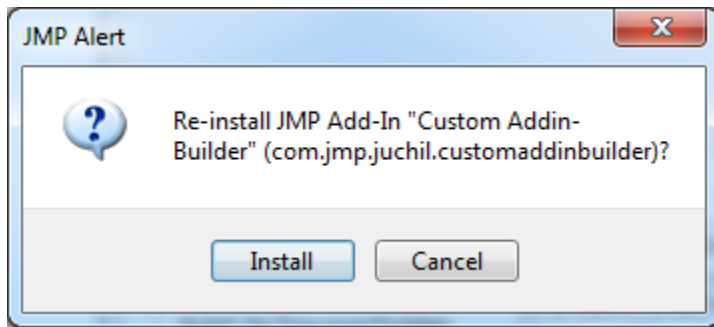 JMP Alert
Re-install JMP Add-In "Custom Addin-
Builder" (com.jmp.juchil.customaddinbuilder)?
Install
Cancel